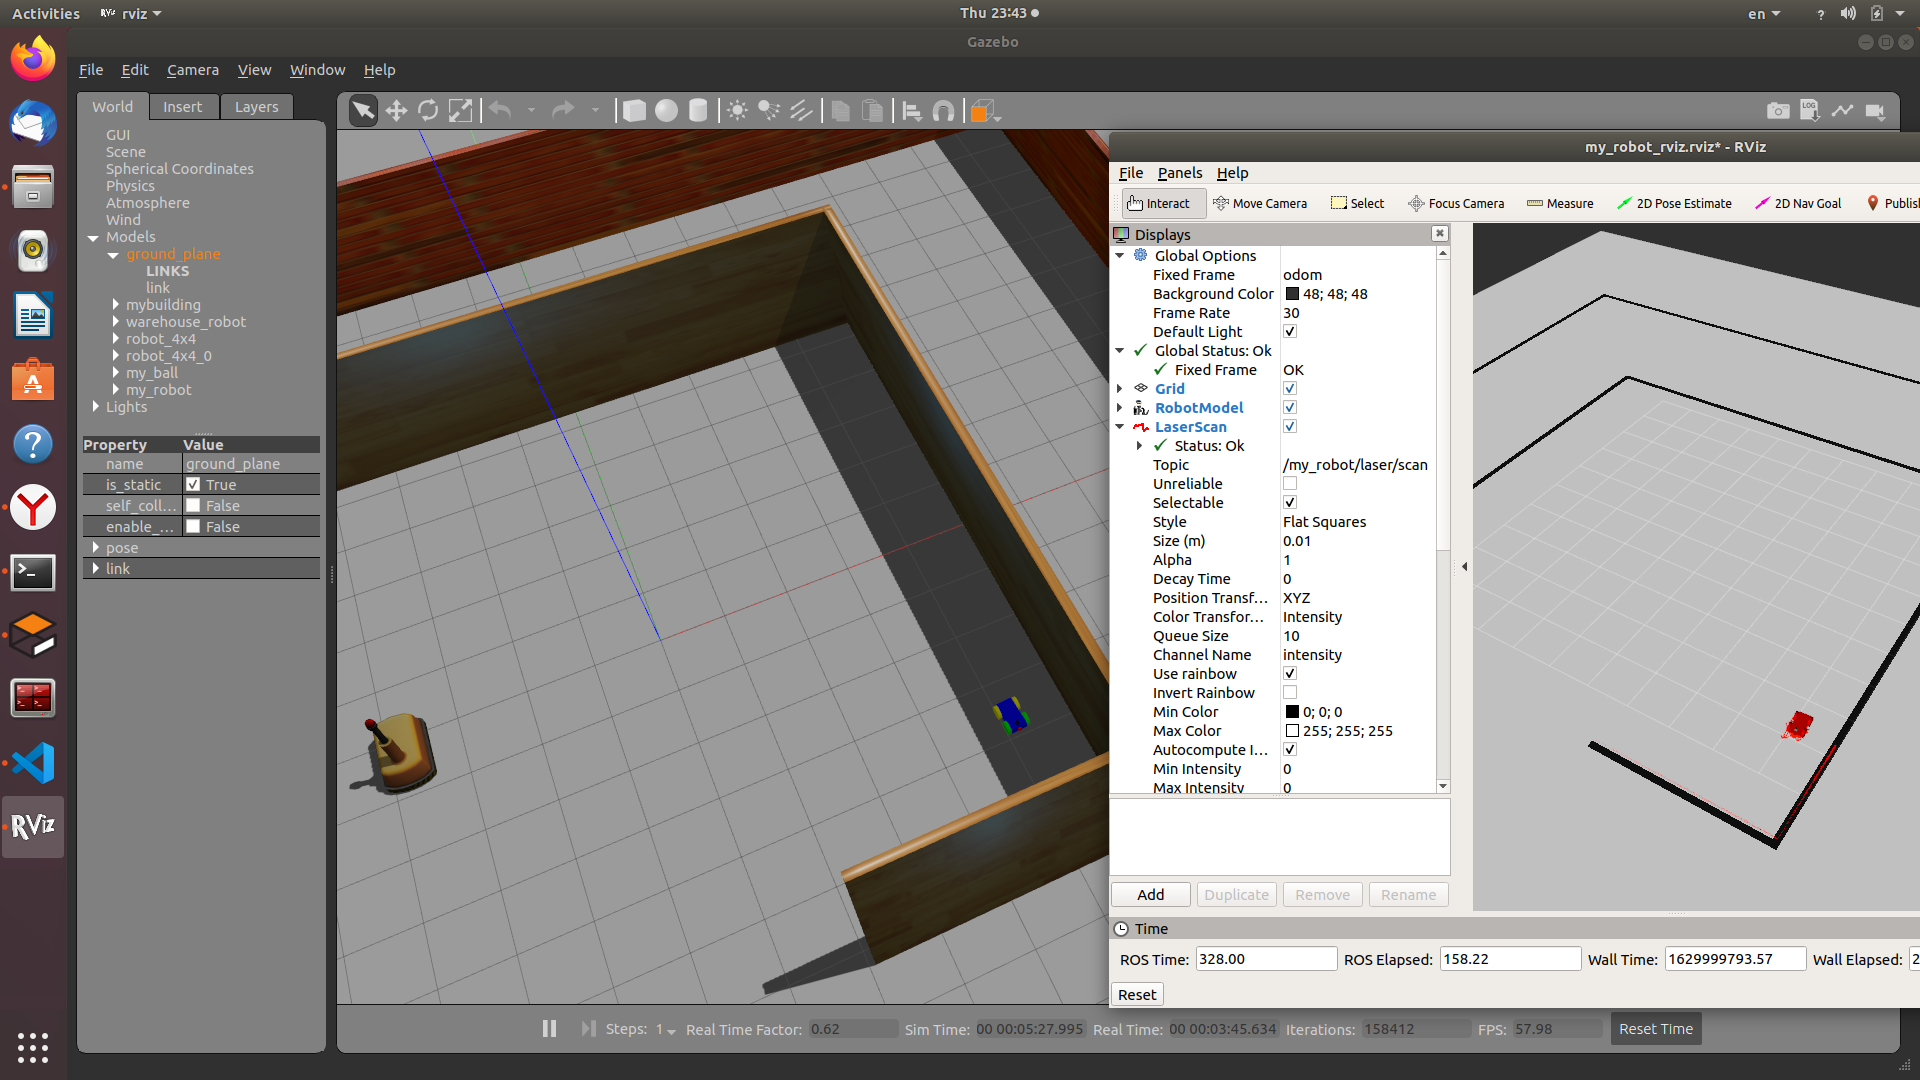 Activities
RViz rviz
Thu 23:43
en
Gazebo
File Edit Camera View Window Help
World Insert Layers
GUI
Scene
Spherical Coordinates
Physics
Atmosphere
Wind
Models
ground_plane
LINKS
link
mybuilding
warehouse_robot
robot_4x4
robot_4x4_0
my_ball
my_robot
Lights
Property Value
name ground_plane
is_static True
self_coll... False
enable_... False
pose
link
LOG
my_robot_rviz.rviz* - RViz
File Panels Help
Interact Move Camera Select Focus Camera Measure 2D Pose Estimate 2D Nav Goal Publis
Displays
Global Options
Fixed Frame odom
Background Color 48; 48; 48
Frame Rate 30
Default Light
Global Status: Ok
Fixed Frame OK
Grid
RobotModel
LaserScan
Status: Ok
Topic /my_robot/laser/scan
Unreliable
Selectable
Style Flat Squares
Size (m) 0.01
Alpha 1
Decay Time 0
Position Transf... XYZ
Color Transfor... Intensity
Queue Size 10
Channel Name intensity
Use rainbow
Invert Rainbow
Min Color 0; 0; 0
Max Color 255; 255; 255
Autocompute I...
Min Intensity 0
Max Intensity 0
Add Duplicate Remove Rename
Time
ROS Time: 328.00 ROS Elapsed: 158.22 Wall Time: 1629999793.57 Wall Elapsed: 2
Reset
RViz
Steps: 1 Real Time Factor: 0.62 Sim Time: 00 00:05:27.995 Real Time: 00 00:03:45.634 Iterations: 158412 FPS: 57.98 Reset Time